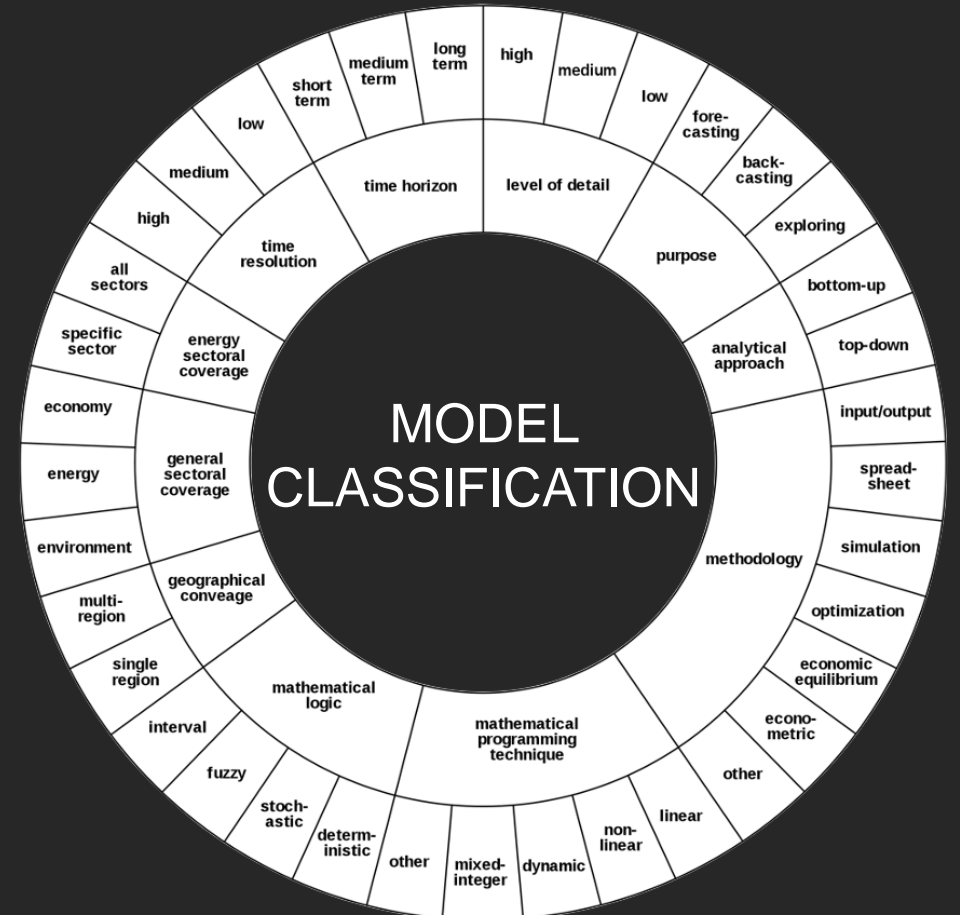 MODEL
CLASSIFICATION
level of detail
high
medium
low
purpose
fore-
casting
back-
casting
exploring
analytical
approach
bottom-up
top-down
methodology
input/output
spread-
sheet
simulation
optimization
economic
equilibrium
econo-
metric
other
mathematical
programming
technique
linear
non-
linear
dynamic
mixed-
integer
other
mathematical
logic
determ-
inistic
stoch-
astic
fuzzy
interval
geographical
conveage
single
region
multi-
region
general
sectoral
coverage
environment
energy
economy
energy
sectoral
coverage
specific
sector
all
sectors
time
resolution
high
medium
low
time horizon
short
term
medium
term
long
term